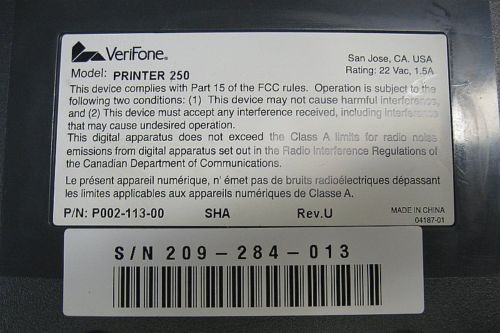 VeriFone®
San Jose, CA. USA
Model: PRINTER 250
Rating: 22 Vac, 1.5A
This device complies with Part 15 of the FCC rules. Operation is subject to the
following two conditions: (1) This device may not cause harmful interference,
and (2) This device must accept any interference received, including interference
that may cause undesired operation.
This digital apparatus does not exceed the Class A limits for radio noise
emissions from digital apparatus set out in the Radio Interference Regulations of
the Canadian Department of Communications.
Le présent appareil numérique, n' émet pas de bruits radioélectriques dépassant
les limites applicables aux appareils numériques de Classe A.
P/N: P002-113-00 SHA Rev.U
MADE IN CHINA
04187-01
S/N 209-284-013